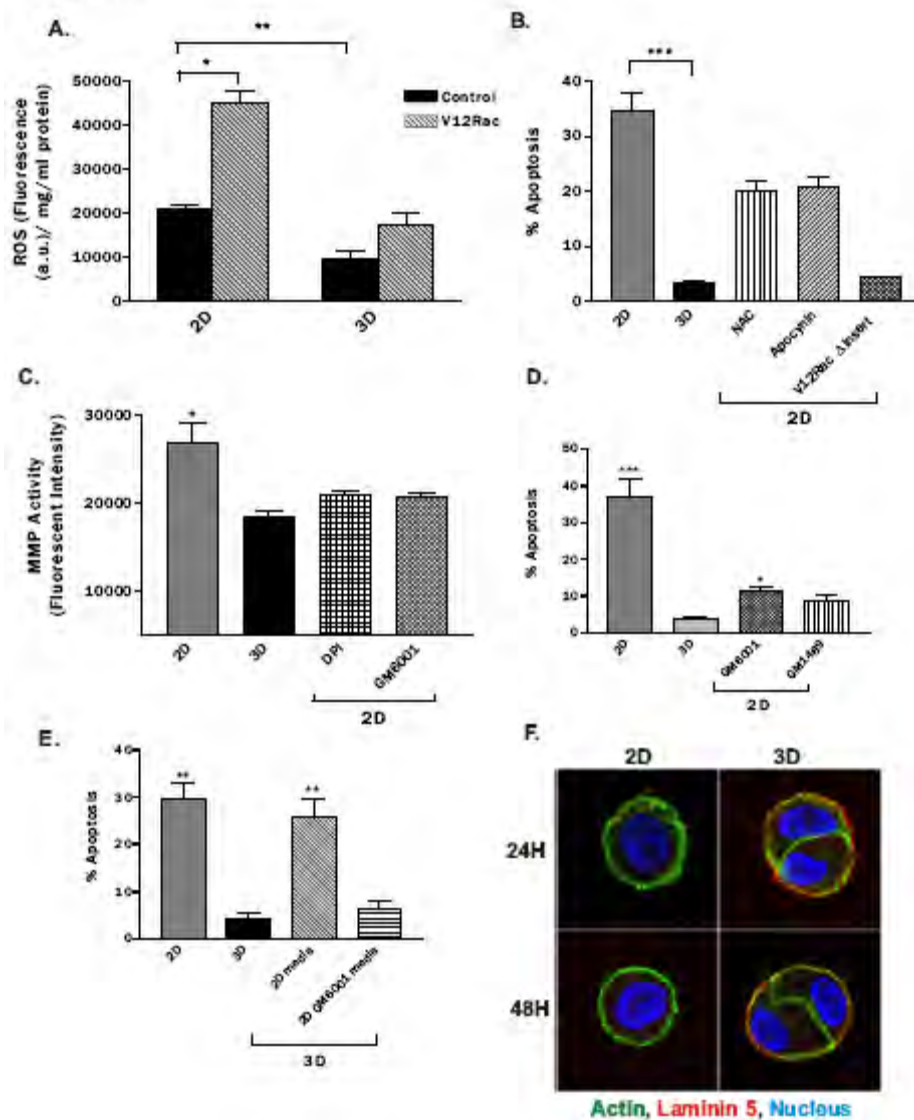 A.
**
*
50000
40000
30000
20000
10000
0
ROS (Fluorescence
(a.u.)/ mg/ml protein)
Control
V12Rac
2D
3D
B.
***
40
30
20
10
0
% Apoptosis
2D
3D
NAC
Apocynin
V12Rac Δinsert
2D
C.
*
30000
20000
10000
MMP Activity
(Fluorescent Intensity)
2D
3D
DPI
GM6001
2D
D.
***
*
50
40
30
20
10
0
% Apoptosis
2D
3D
GM6001
GM1489
2D
E.
**
**
40
30
20
10
0
% Apoptosis
2D
3D
2D media
2D GM6001 media
3D
F.
2D
3D
24H
48H
Actin, Laminin 5, Nucleus